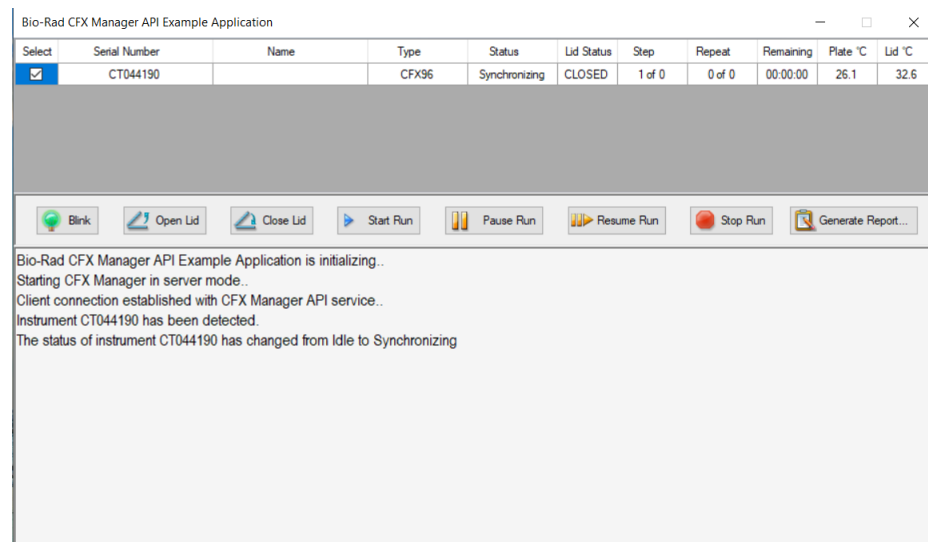 Bio-Rad CFX Manager API Example Application
Select Serial Number Name Type Status Lid Status Step Repeat Remaining Plate °C Lid °C
CT044190 CFX96 Synchronizing CLOSED 1 of 0 0 of 0 00:00:00 26.1 32.6
Blink Open Lid Close Lid Start Run Pause Run Resume Run Stop Run Generate Report...
Bio-Rad CFX Manager API Example Application is initializing..
Starting CFX Manager in server mode..
Client connection established with CFX Manager API service..
Instrument CT044190 has been detected.
The status of instrument CT044190 has changed from Idle to Synchronizing